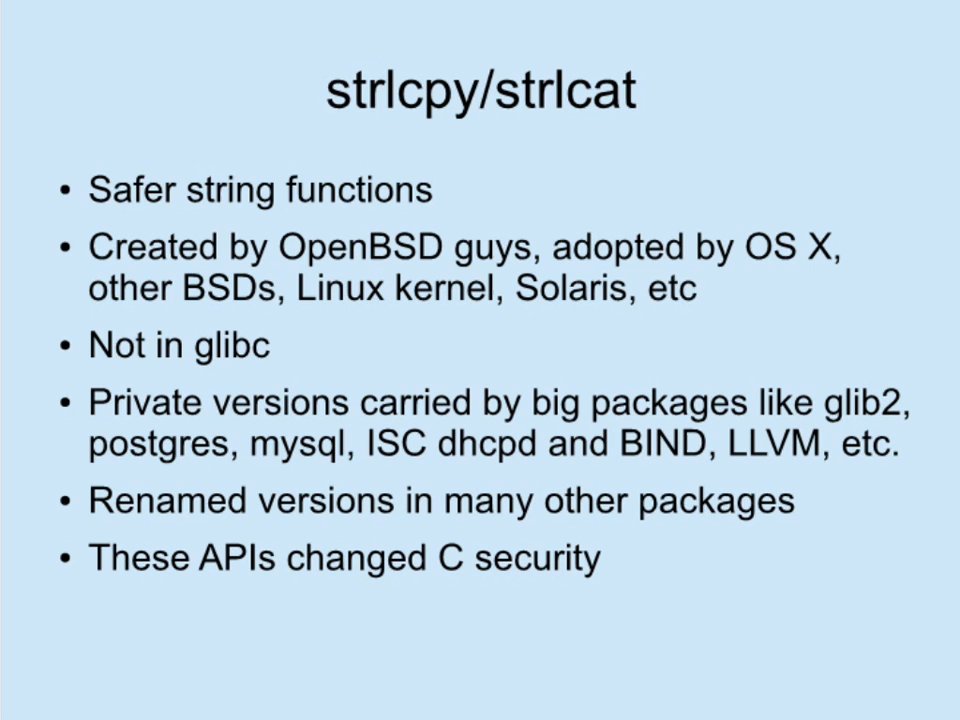 strlcpy/strlcat
• Safer string functions
• Created by OpenBSD guys, adopted by OS X,
other BSDs, Linux kernel, Solaris, etc
• Not in glibc
• Private versions carried by big packages like glib2,
postgres, mysql, ISC dhcpd and BIND, LLVM, etc.
• Renamed versions in many other packages
• These APIs changed C security